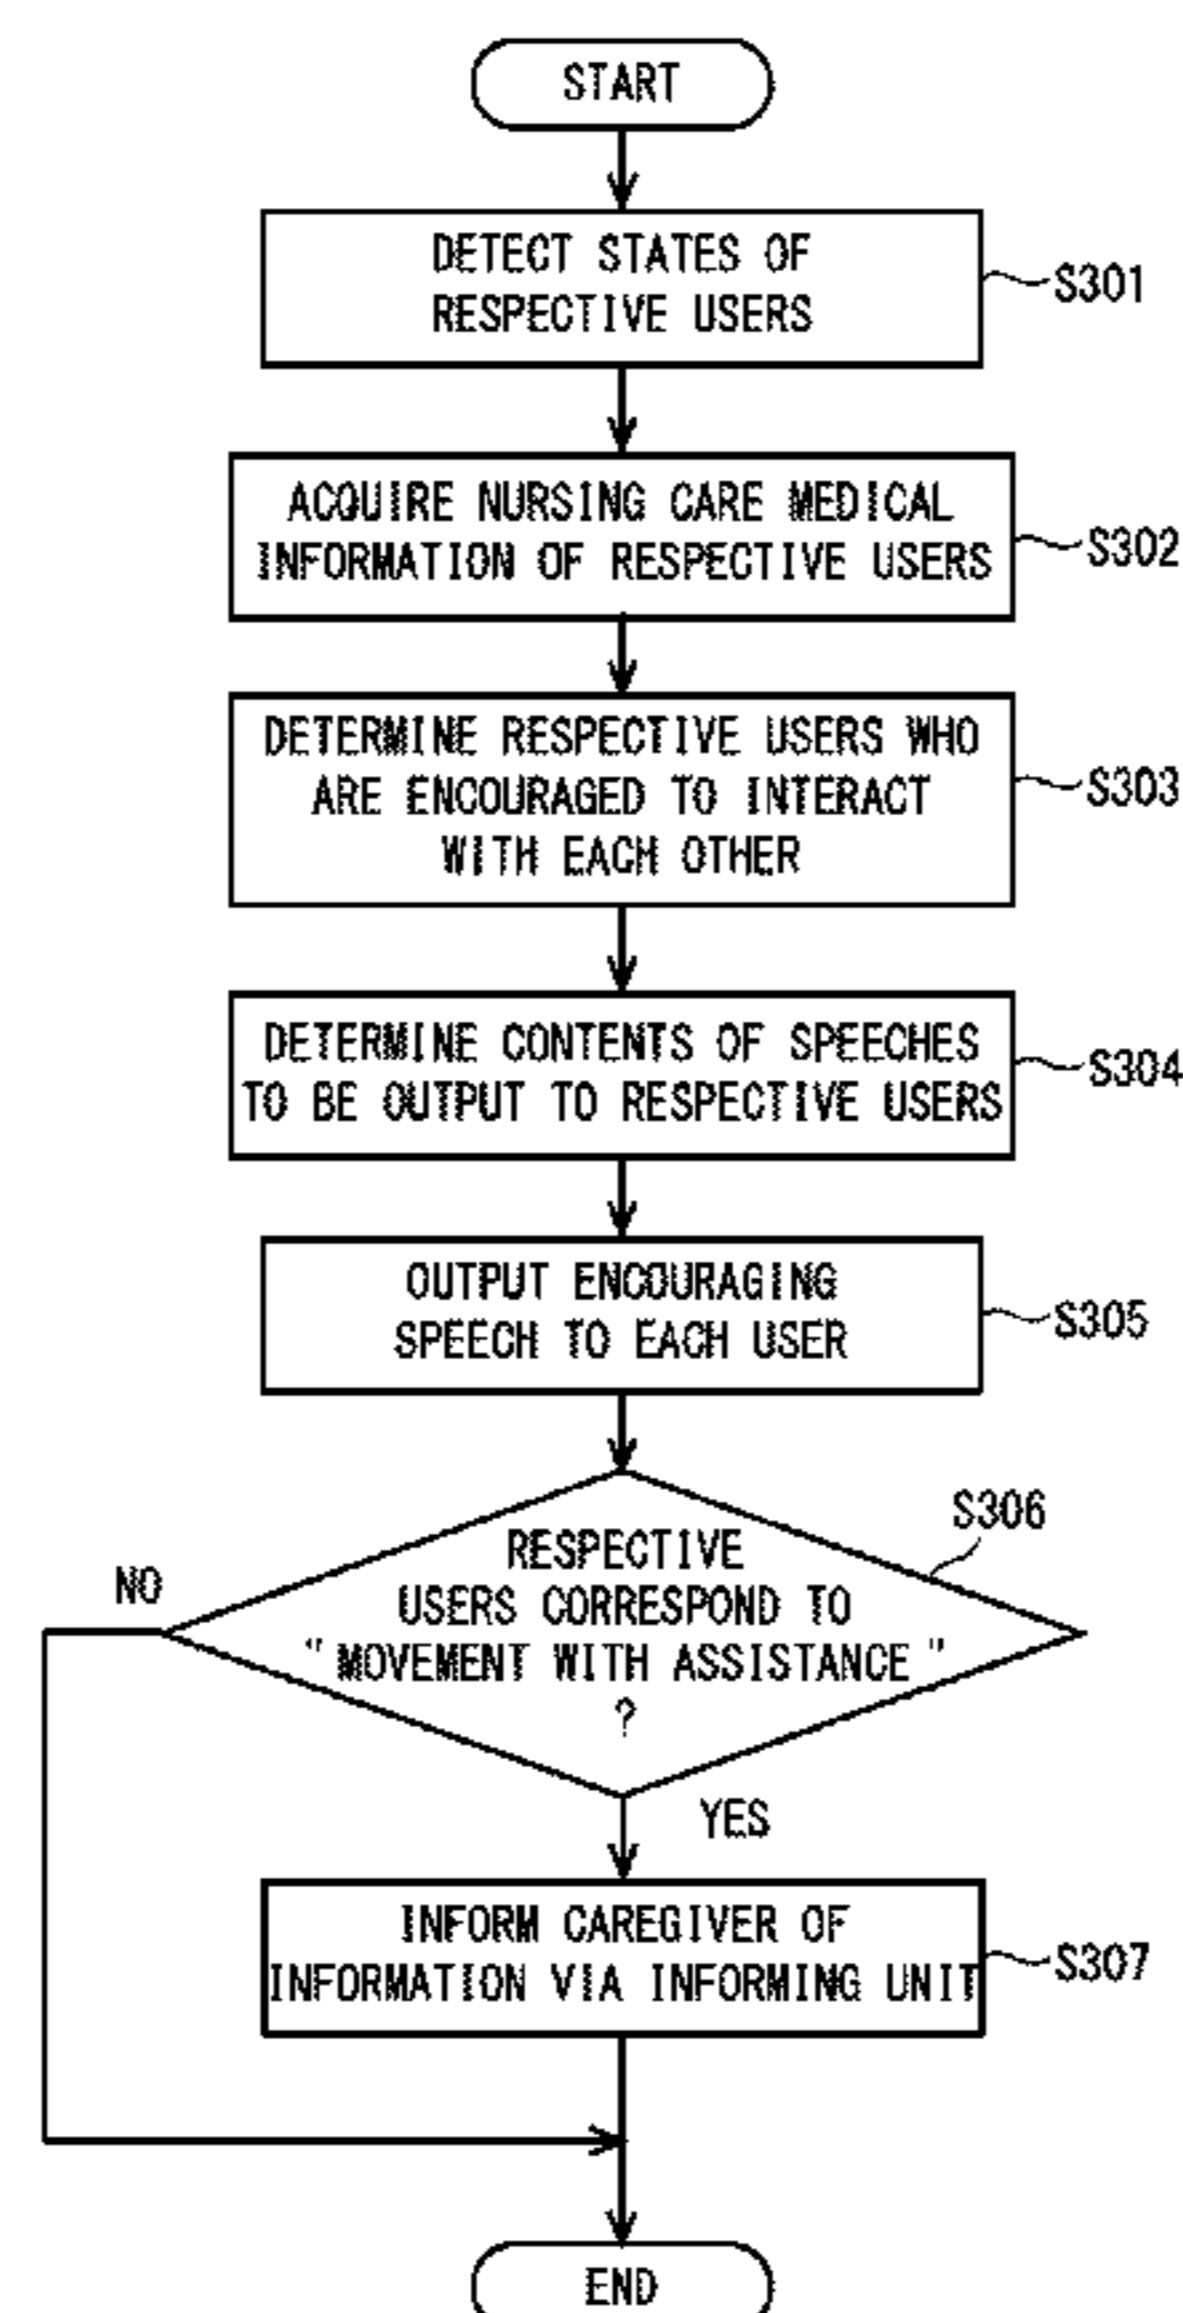 START
DETECT STATES OF
RESPECTIVE USERS
S301
ACQUIRE NURSING CARE MEDICAL
INFORMATION OF RESPECTIVE USERS
S302
DETERMINE RESPECTIVE USERS WHO
ARE ENCOURAGED TO INTERACT
WITH EACH OTHER
S303
DETERMINE CONTENTS OF SPEECHES
TO BE OUTPUT TO RESPECTIVE USERS
S304
OUTPUT ENCOURAGING
SPEECH TO EACH USER
S305
S306
RESPECTIVE
USERS CORRESPOND TO
"MOVEMENT WITH ASSISTANCE"
?
NO
YES
INFORM CAREGIVER OF
INFORMATION VIA INFORMING UNIT
S307
END